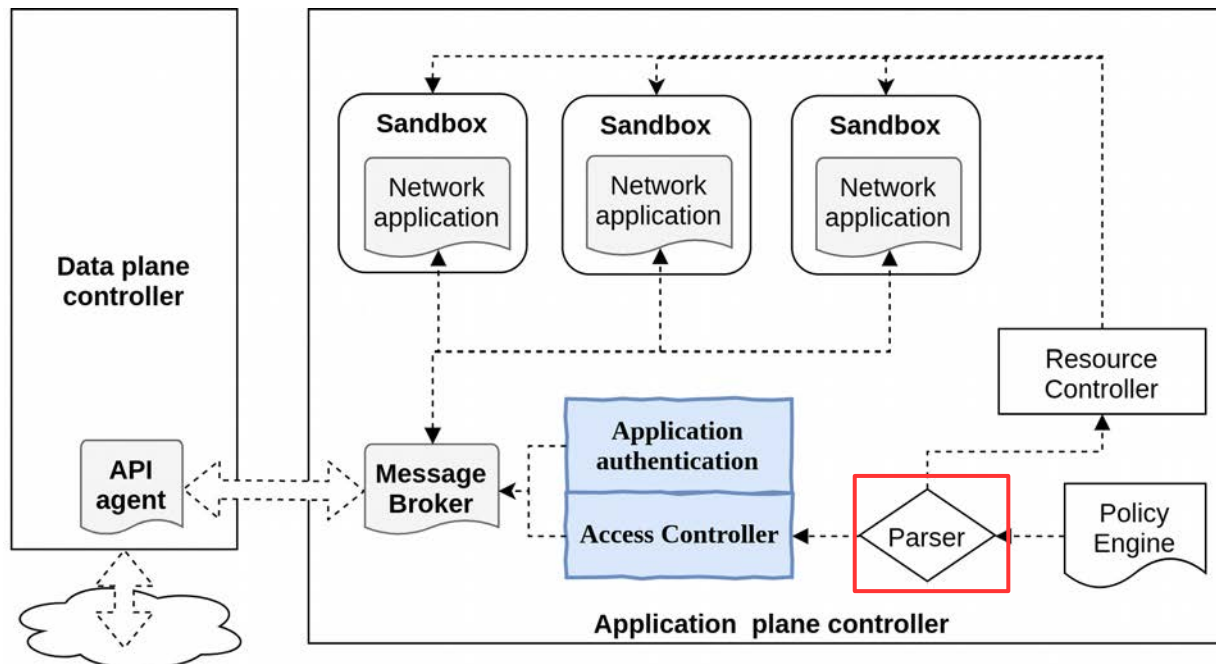 Sandbox
Sandbox
Sandbox
Network
application
Network
application
Network
application
Data plane
controller
Resource
Controller
Application
authentication
API
agent
Message
Broker
Access Controller
Parser
Policy
Engine
Application plane controller